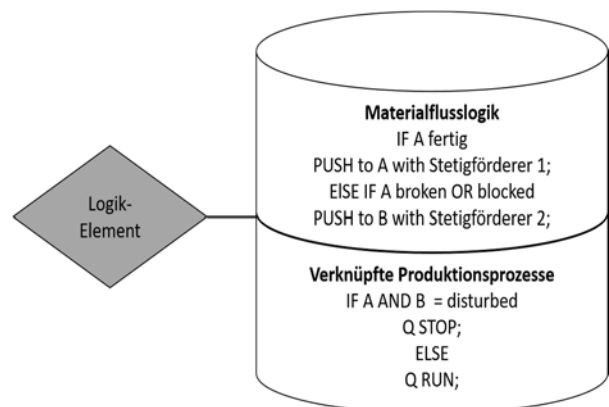 Materialflusslogik
IF A fertig
PUSH to A with Stetigförderer 1;
ElSE IF A broken OR blocked
PUSH to B with Stetigförderer 2;
Logik-
Element
Verknüpfte Produktionsprozesse
IF A AND B = disturbed
Q STOP;
ELSE
Q RUN;